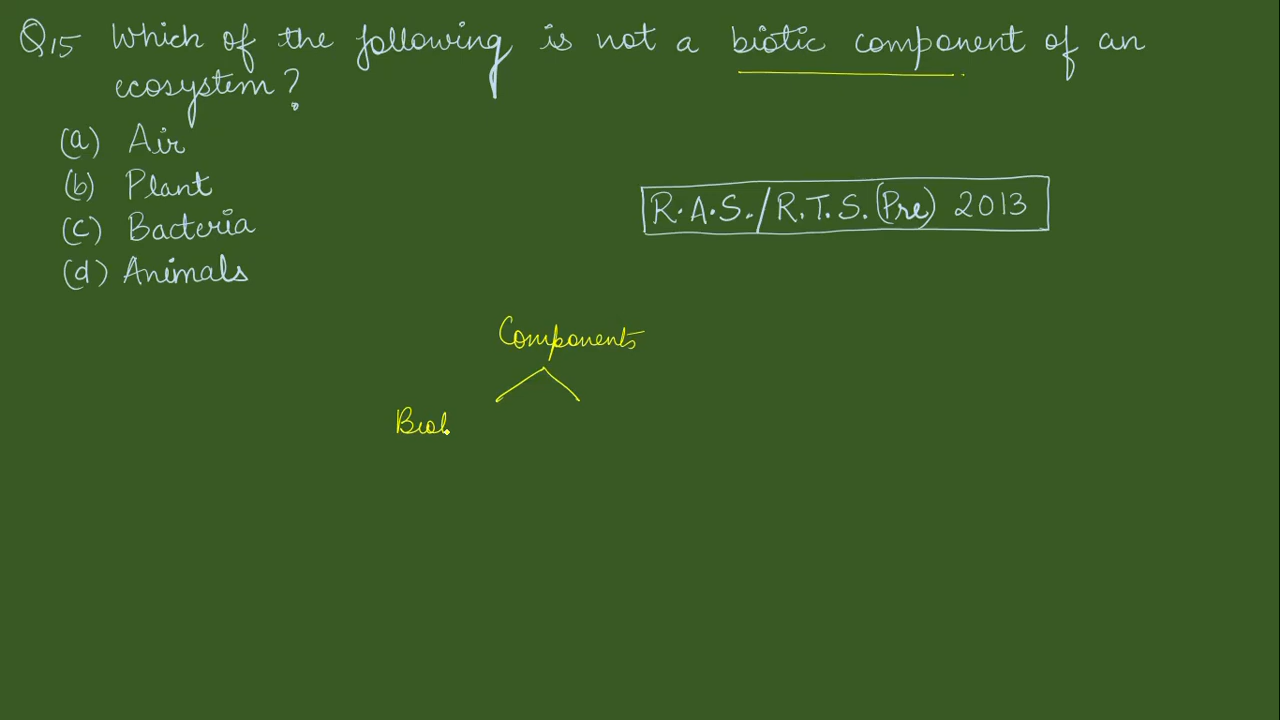 Q15 Which of the following is not a biotic component of an
ecosystem?
(a) Air
(b) Plant
R.A.S./R.T.S.(Pre) 2013
(c) Bacteria
(d) Animals
Components